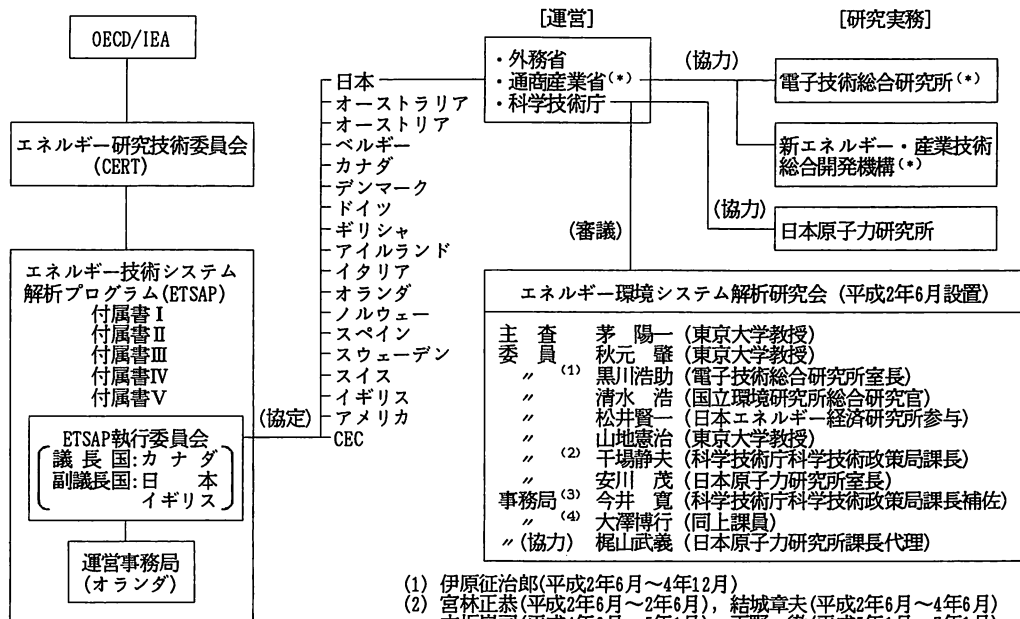 OECD/IEA
エネルギー研究技術委員会
(CERT)
エネルギー技術システム
解析プログラム(ETSAP)
付属書Ⅰ
付属書Ⅱ
付属書Ⅲ
付属書Ⅳ
付属書Ⅴ
ETSAP執行委員会
議長国:カナダ
副議長国:日 本
イギリス
運営事務局
(オランダ)
(協定)
日本
オーストラリア
オーストリア
ベルギー
カナダ
デンマーク
ドイツ
ギリシャ
アイルランド
イタリア
オランダ
ノルウェー
スペイン
スウェーデン
スイス
イギリス
アメリカ
CEC
[運営]
・外務省
・通商産業省(*)
・科学技術庁
(協力)
(審議)
(協力)
[研究実務]
電子技術総合研究所(*)
新エネルギー・産業技術
総合開発機構(*)
日本原子力研究所
エネルギー環境システム解析研究会 (平成2年6月設置)
主 査 茅 陽一 (東京大学教授)
委 員 秋元 肇 (東京大学教授)
〃 (1) 黒川浩助 (電子技術総合研究所室長)
〃 清水 浩 (国立環境研究所総合研究官)
〃 松井賢一 (日本エネルギー経済研究所参与)
〃 山地憲治 (東京大学教授)
〃 (2) 干場静夫 (科学技術庁科学技術政策局課長)
〃 安川 茂 (日本原子力研究所室長)
事務局(3) 今井 寛 (科学技術庁科学技術政策局課長補佐)
〃 (4) 大澤博行 (同上課員)
〃(協力) 梶山武義 (日本原子力研究所課長代理)
(1) 伊原征治郎(平成2年6月〜4年12月)
(2) 宮林正恭(平成2年6月〜2年6月), 結城章夫(平成2年6月〜4年6月)